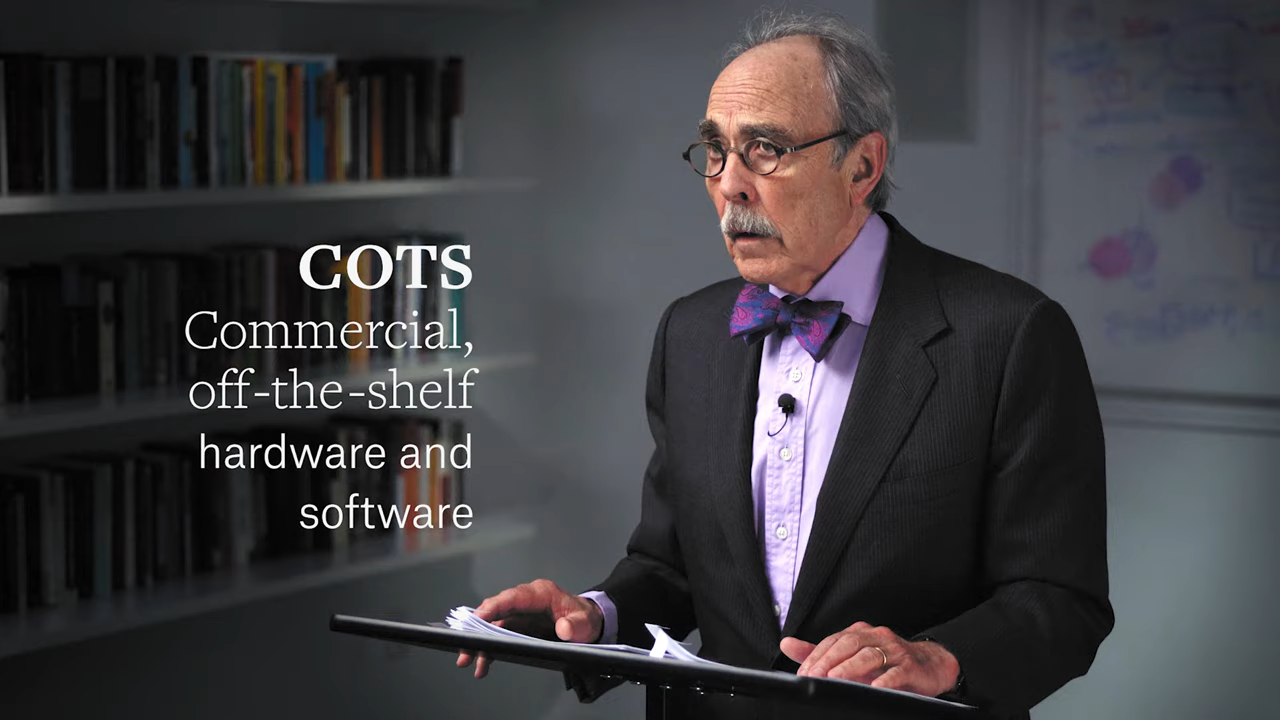 COTS
Commercial,
off-the-shelf
hardware and
software